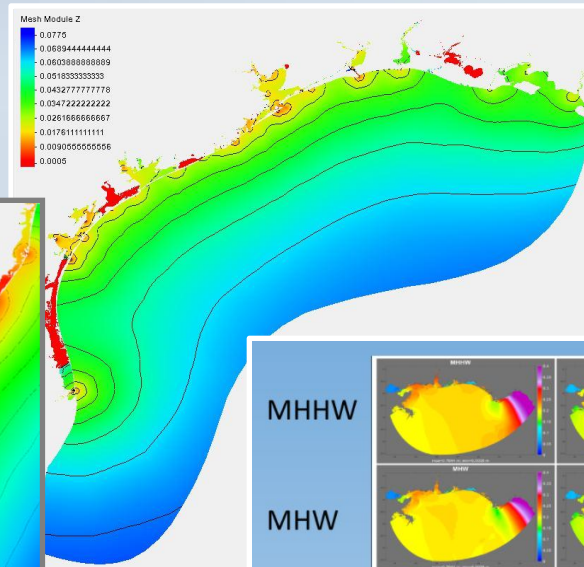 Mesh Module Z
0.0775
0.0689444444444
0.0603888888889
0.0518333333333
0.0432777777778
0.0347222222222
0.0261666666667
0.0176111111111
0.0090555555556
0.0005
MHHW
MHHW
MHW
MHW